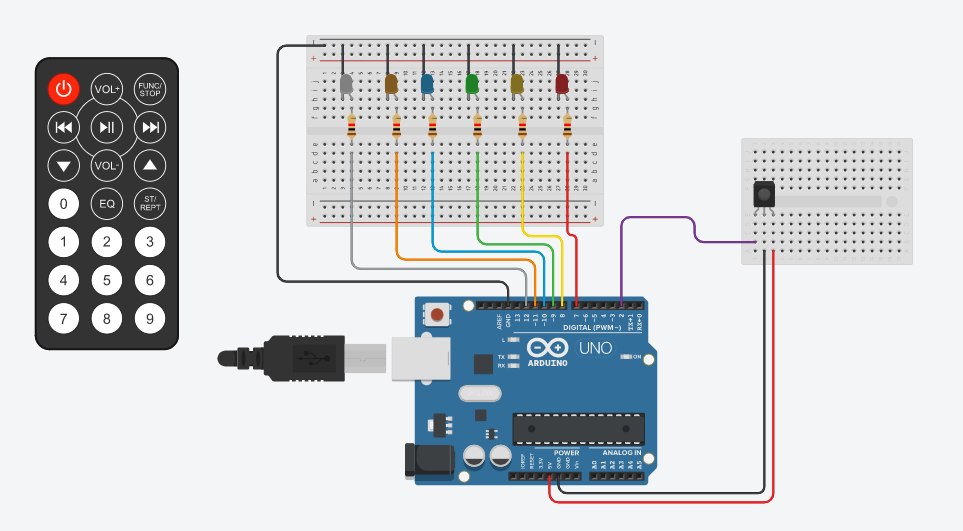 VOL+
FUNC/
STOP
VOL-
0
EQ
ST/
REPT
1
2
3
4
5
6
7
8
9
AREF
GND
13
12
~11
~10
~9
8
7
~6
~5
4
~3
2
TX→1
RX←0
DIGITAL (PWM~)
L
TX
RX
ARDUINO
UNO
ON
IOREF
RESET
3.3V
5V
GND
GND
Vin
POWER
ANALOG IN
A0
A1
A2
A3
A4
A5